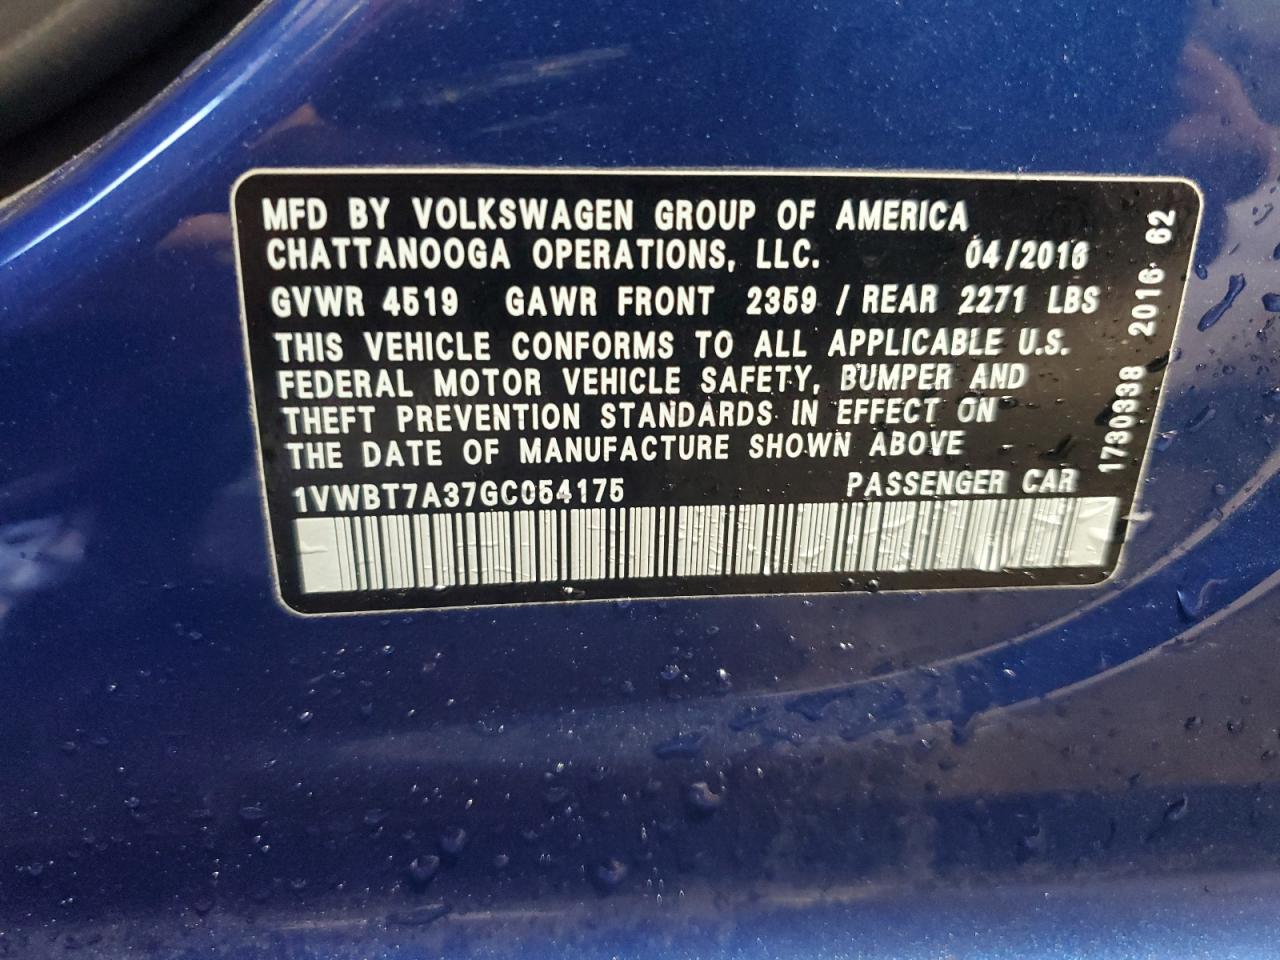 MFD BY VOLKSWAGEN GROUP OF AMERICA
CHATTANOOGA OPERATIONS, LLC. 04/2016
GVWR 4519 GAWR FRONT 2359 / REAR 2271 LBS
THIS VEHICLE CONFORMS TO ALL APPLICABLE U.S.
FEDERAL MOTOR VEHICLE SAFETY, BUMPER AND
THEFT PREVENTION STANDARDS IN EFFECT ON
THE DATE OF MANUFACTURE SHOWN ABOVE
1VWBT7A37GC054175 PASSENGER CAR
1730338 2016 62